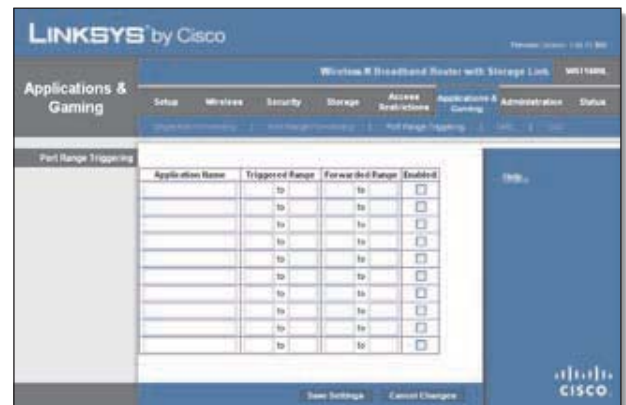 LINKSYS by Cisco
Wireless-N Broadband Router with Storage Link WRT160NL
Applications & Gaming
Setup Wireless Security Storage Access Restrictions Applications & Gaming Administration Status
Port Range Triggering
Port Range Triggering
Application Name Triggered Range Forwarded Range Enabled
to to
to to
to to
to to
to to
to to
to to
to to
to to
to to
Help...
Save Settings Cancel Changes
CISCO